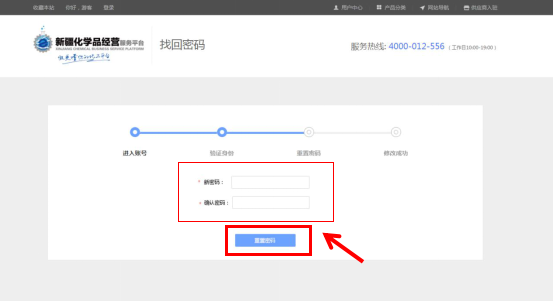 收藏本站 你好，游客 登录 用户中心 产品分类 网站导航 供应商入驻
新疆化学品经营服务平台 找回密码 服务热线: 4000-012-556 (工作日10:00-19:00)
XINJIANG CHEMICAL BUSINESS SERVICE PLATFORM
进入账号 验证身份 重置密码 修改成功
* 新密码：
* 确认密码：
重置密码